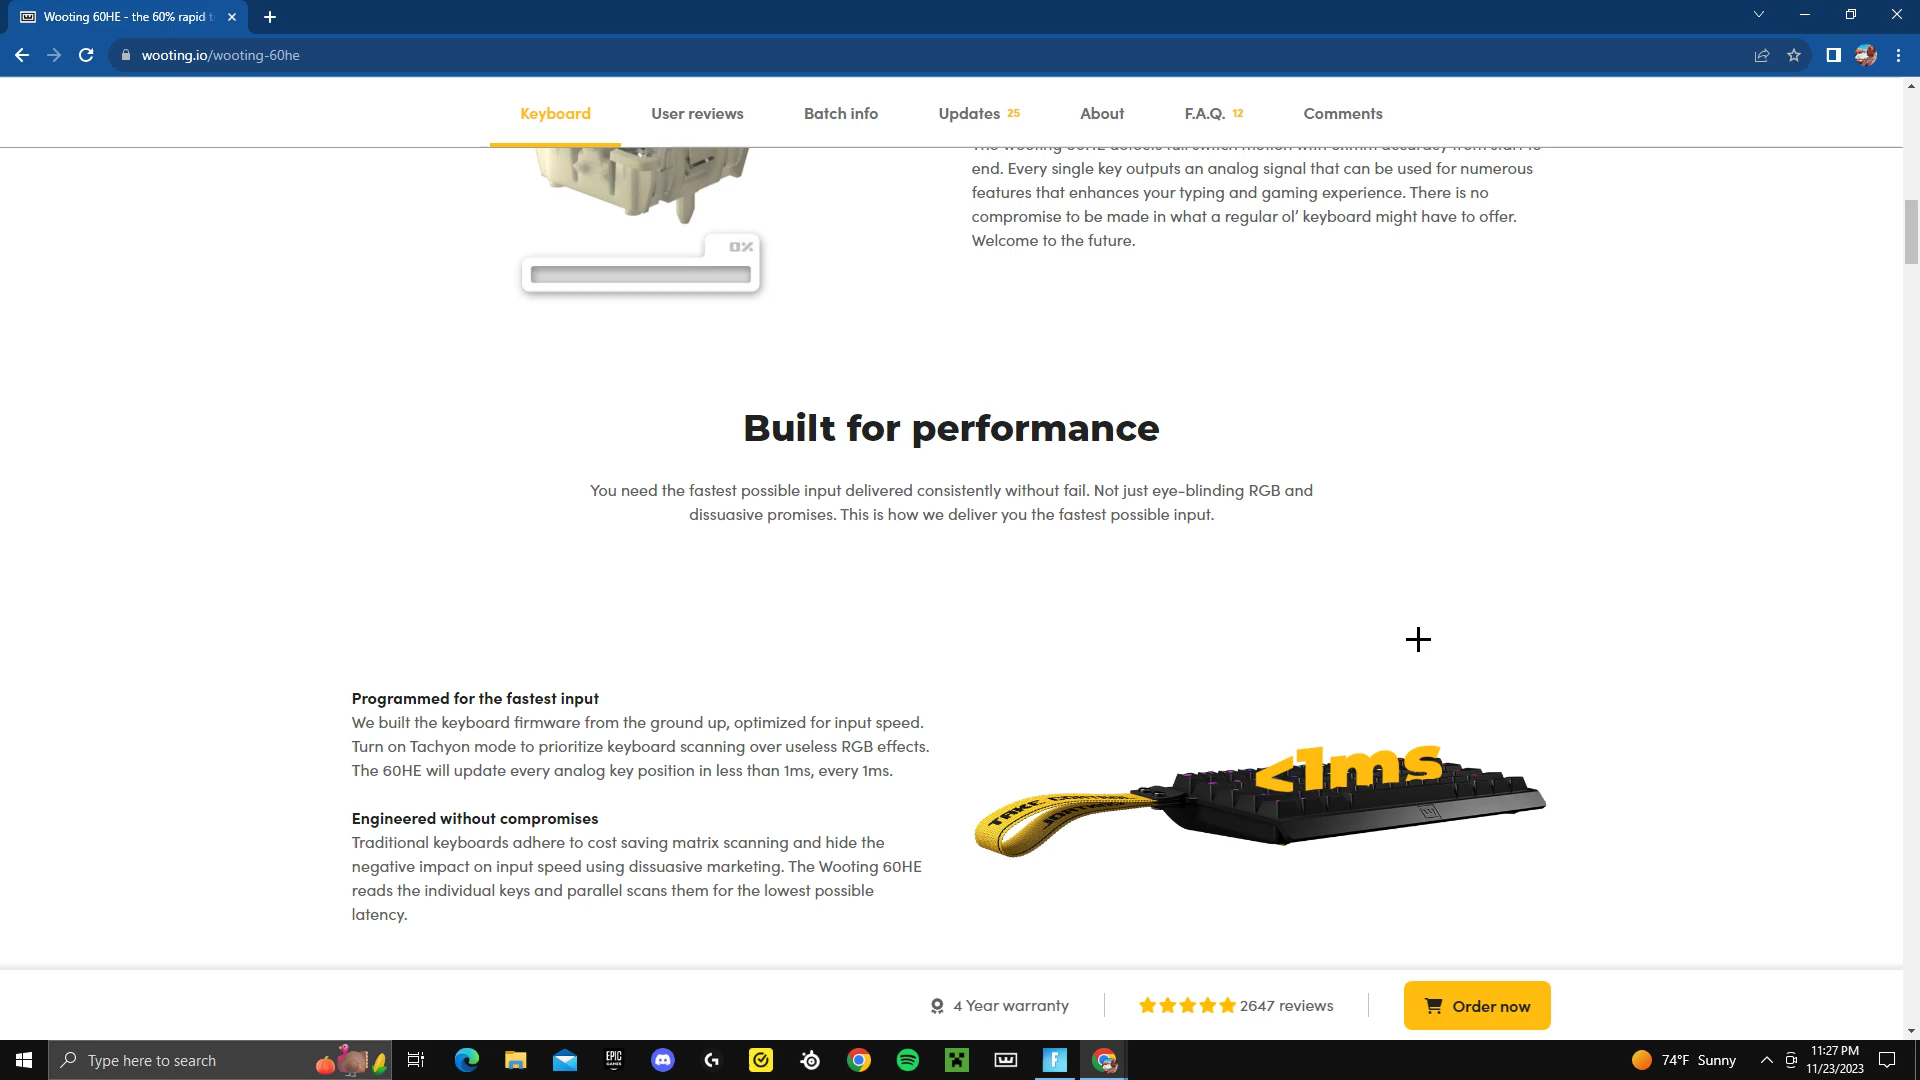 Wooting 60HE - the 60% rapid t
wooting.io/wooting-60he
Keyboard
User reviews
Batch info
Updates 25
About
F.A.Q. 12
Comments
end. Every single key outputs an analog signal that can be used for numerous
features that enhances your typing and gaming experience. There is no
compromise to be made in what a regular ol’ keyboard might have to offer.
Welcome to the future.
0%
Built for performance
You need the fastest possible input delivered consistently without fail. Not just eye-blinding RGB and
dissuasive promises. This is how we deliver you the fastest possible input.
Programmed for the fastest input
We built the keyboard firmware from the ground up, optimized for input speed.
Turn on Tachyon mode to prioritize keyboard scanning over useless RGB effects.
The 60HE will update every analog key position in less than 1ms, every 1ms.
Engineered without compromises
Traditional keyboards adhere to cost saving matrix scanning and hide the
negative impact on input speed using dissuasive marketing. The Wooting 60HE
reads the individual keys and parallel scans them for the lowest possible
latency.
<1ms
TAKE CONTROL
4 Year warranty
2647 reviews
Order now
Type here to search
EPIC
GAMES
74°F Sunny
11:27 PM
11/23/2023